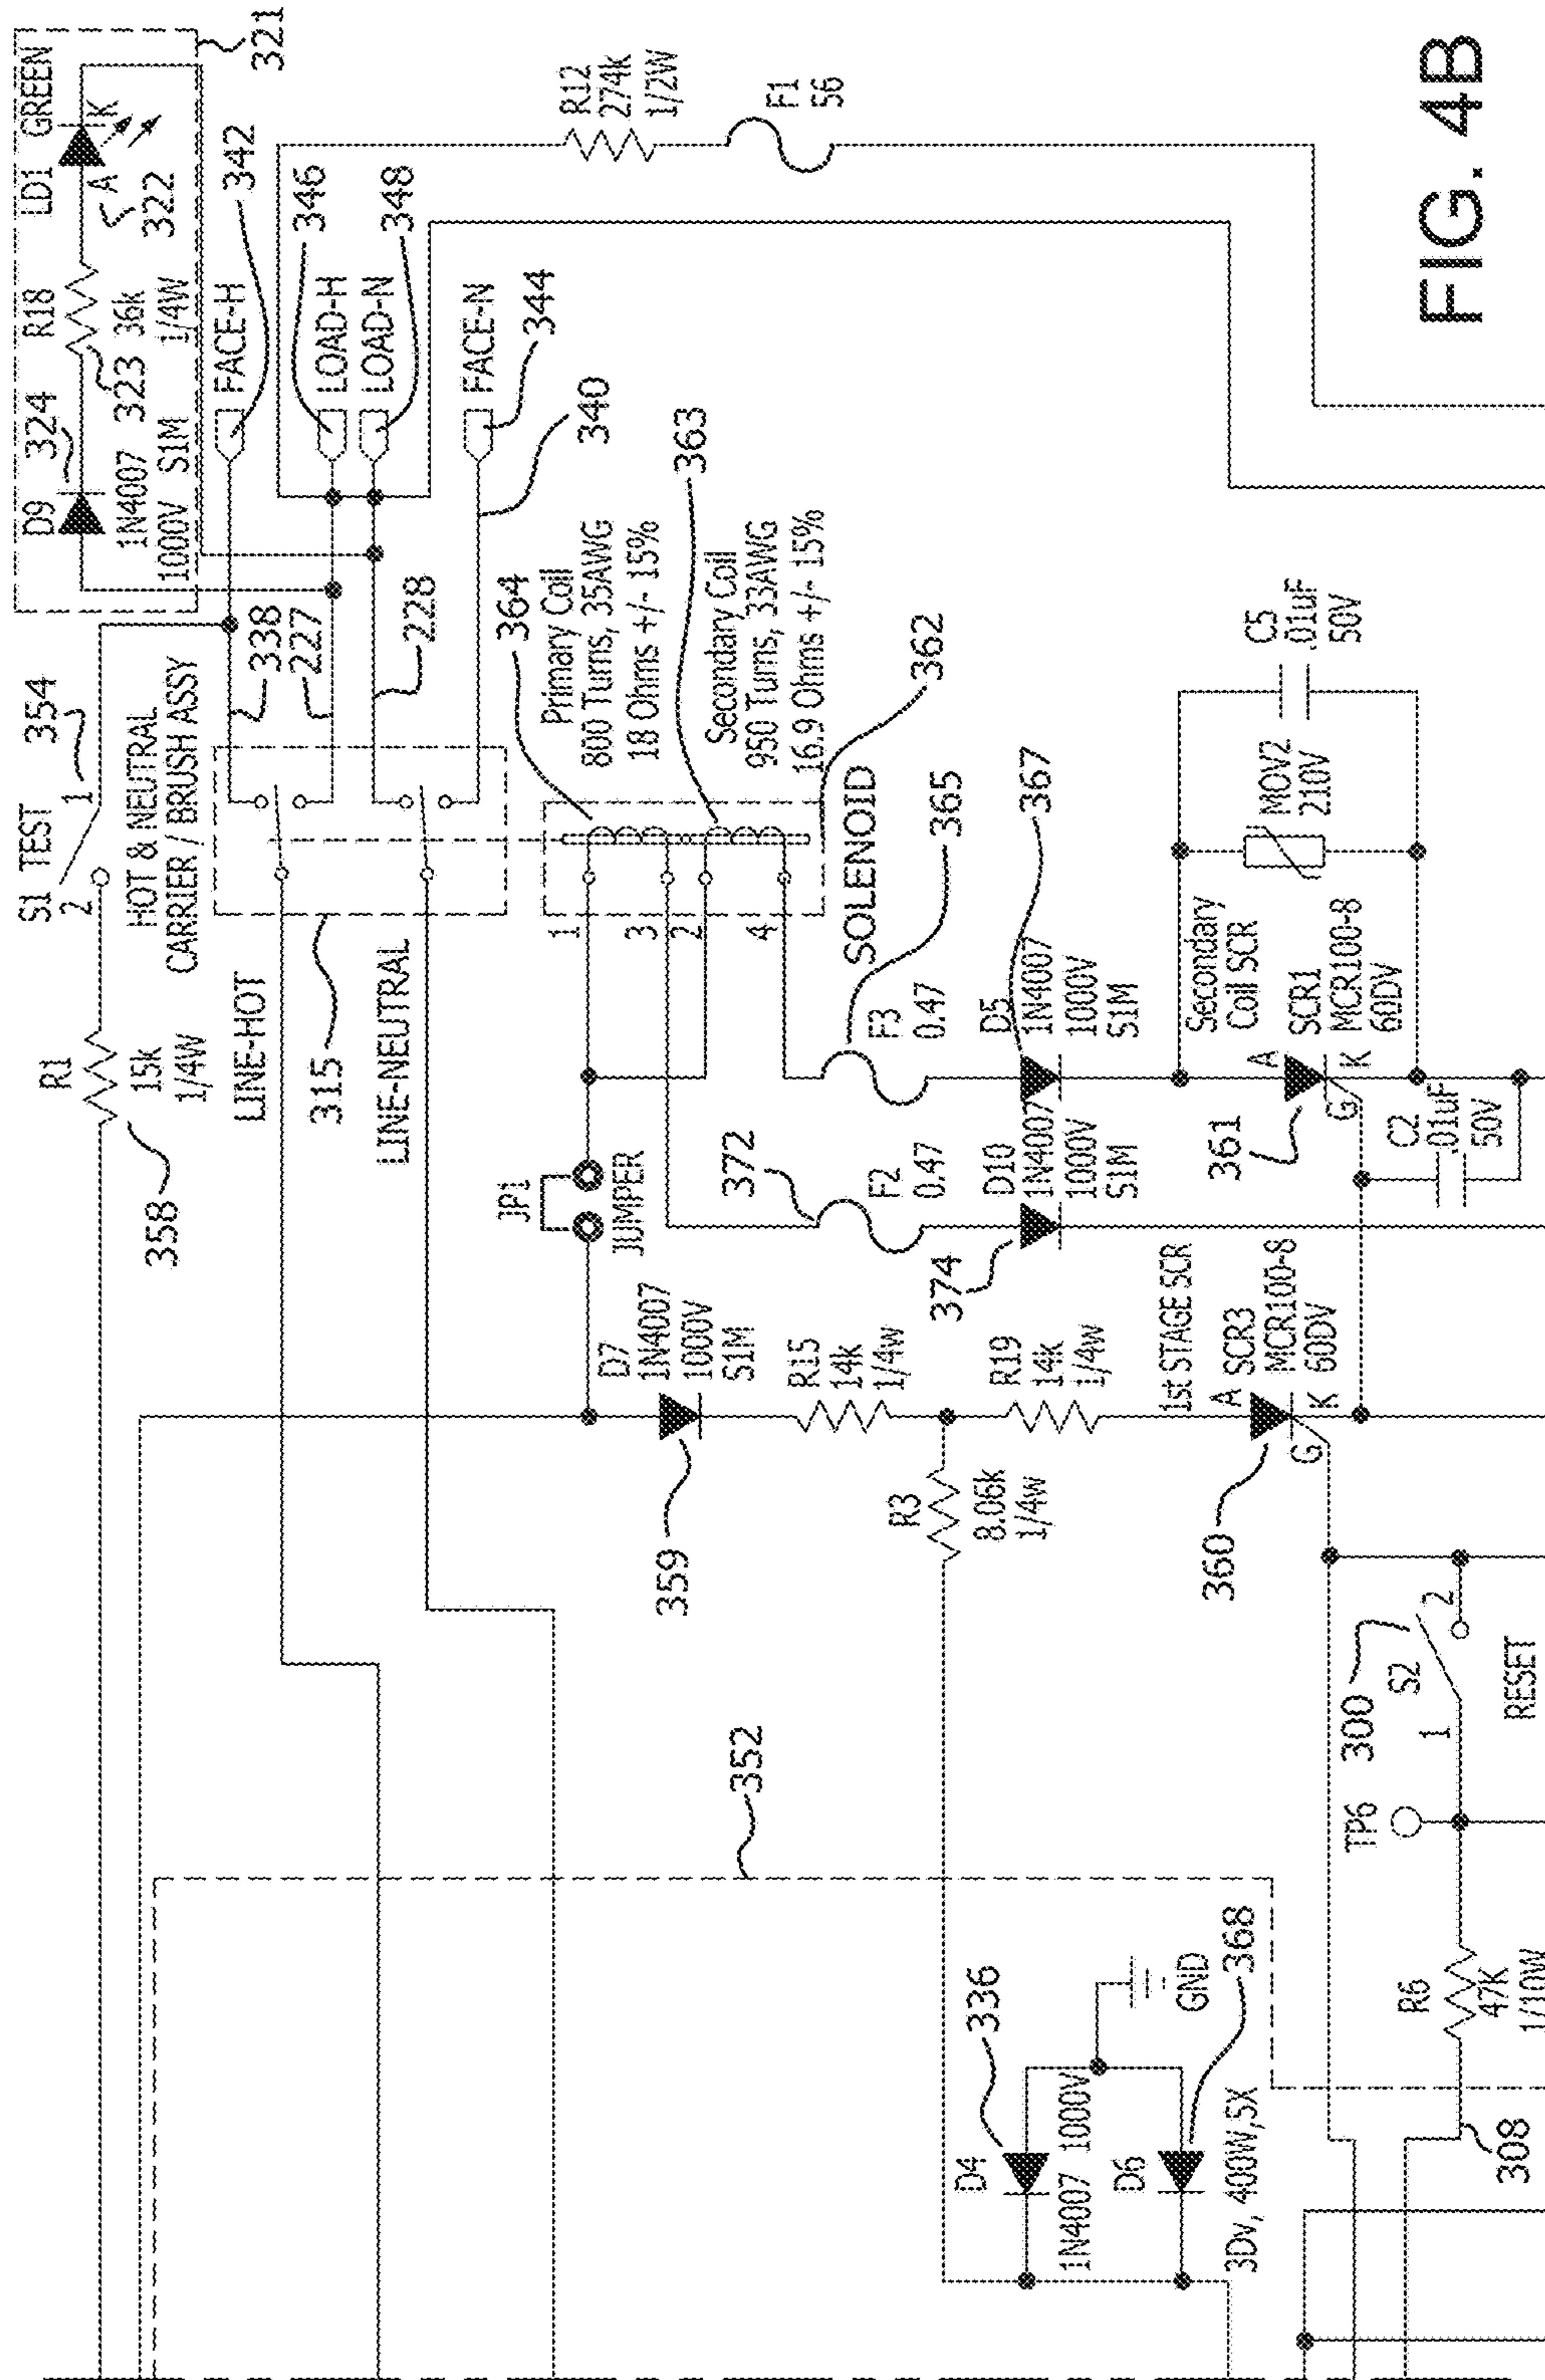 D9
324
1N4007
1000V S1M
R18
323
36k
1/4W
LD1 GREEN
A
K
322
321
342
FACE-H
346
LOAD-H
LOAD-N
348
FACE-N
344
340
R12
274k
1/2W
F1
56
FIG. 4B
S1 TEST
354
2
1
HOT & NEUTRAL
CARRIER / BRUSH ASSY
338
227
228
R1
15k
1/4W
358
LINE-HOT
315
LINE-NEUTRAL
364
Primary Coil
800 Turns, 35AWG
18 Ohms +/- 15%
363
Secondary Coil
950 Turns, 33AWG
16.9 Ohms +/- 15%
362
1
3
2
4
SOLENOID
365
367
JP1
JUMPER
372
F2
0.47
F3
0.47
D5
1N4007
1000V
S1M
D10
1N4007
1000V
S1M
374
Secondary
Coil SCR
SCR1
MCR100-8
60DV
A
K
G
361
MOV2
210V
C5
.01uF
50V
C2
.01uF
50V
D7
1N4007
1000V
S1M
359
R15
14k
1/4w
R19
14k
1/4w
R3
8.06k
1/4w
1st STAGE SCR
A
SCR3
MCR100-8
60DV
K
G
360
352
300
S2
1
2
RESET
TP6
R6
47K
1/10W
308
336
D4
1N4007 1000V
GND
368
D6
3Dv, 400W,5X